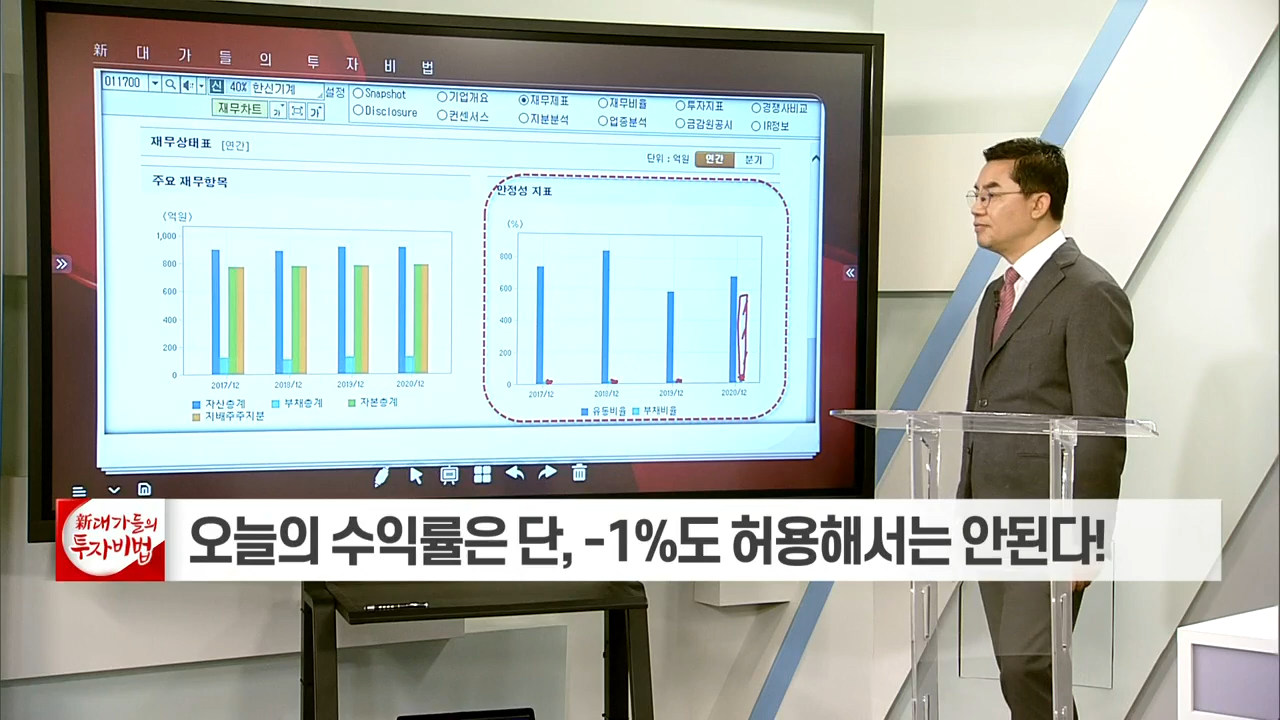 新 대 가 들 의 투 자 비 법
011700 신 40% 한신기계 설정
Snapshot 기업개요 재무제표 재무비율 투자지표 경쟁사비교
재무차트 가 가
Disclosure 컨센서스 지분분석 업종분석 금감원공시 IR정보
재무상태표 [연간]
단위 : 억원 연간 분기
주요 재무항목
(억원)
1,000
800
600
400
200
0
2017/12 2018/12 2019/12 2020/12
자산총계 부채총계 자본총계
지배주주지분
안정성 지표
(%)
800
600
400
200
0
2017/12 2018/12 2019/12 2020/12
유동비율 부채비율
新대가들의
투자비법
오늘의 수익률은 단, -1%도 허용해서는 안된다!